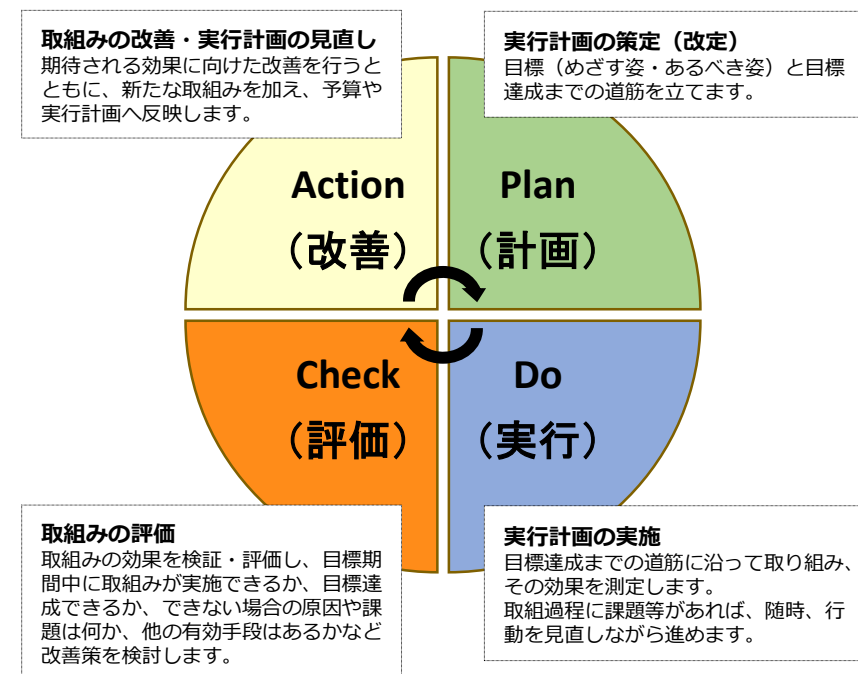 取組みの改善・実行計画の見直し
期待される効果に向けた改善を行うと
ともに、新たな取組みを加え、予算や
実行計画へ反映します。
実行計画の策定（改定）
目標（めざす姿・あるべき姿）と目標
達成までの道筋を立てます。
Action
（改善）
Plan
（計画）
Check
（評価）
Do
（実行）
取組みの評価
取組みの効果を検証・評価し、目標期
間中に取組みが実施できるか、目標達
成できるか、できない場合の原因や課
題は何か、他の有効手段はあるかなど
改善策を検討します。
実行計画の実施
目標達成までの道筋に沿って取り組み、
その効果を測定します。
取組過程に課題等があれば、随時、行
動を見直しながら進めます。